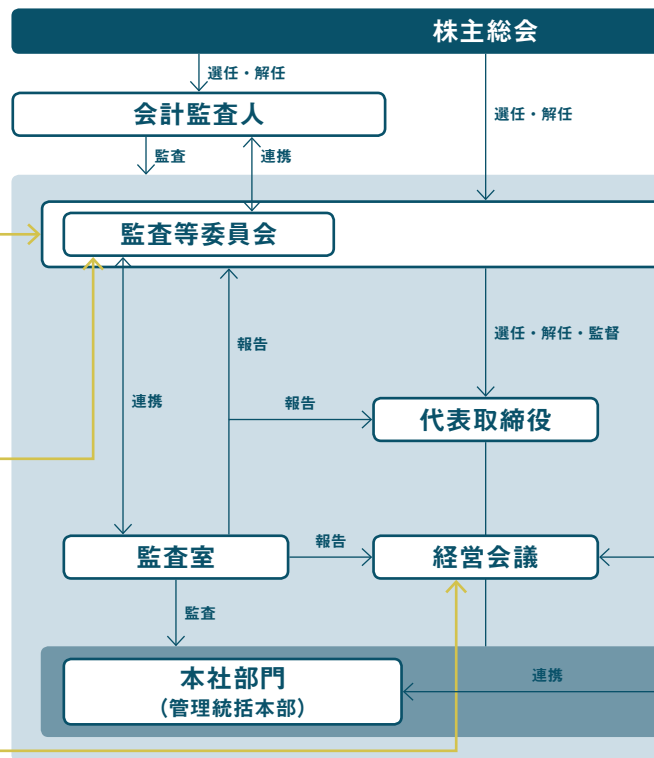 株主総会
選任・解任
会計監査人
選任・解任
監査
連携
監査等委員会
選任・解任・監督
報告
連携
報告
代表取締役
報告
監査室
経営会議
監査
本社部門
（管理統括本部）
連携